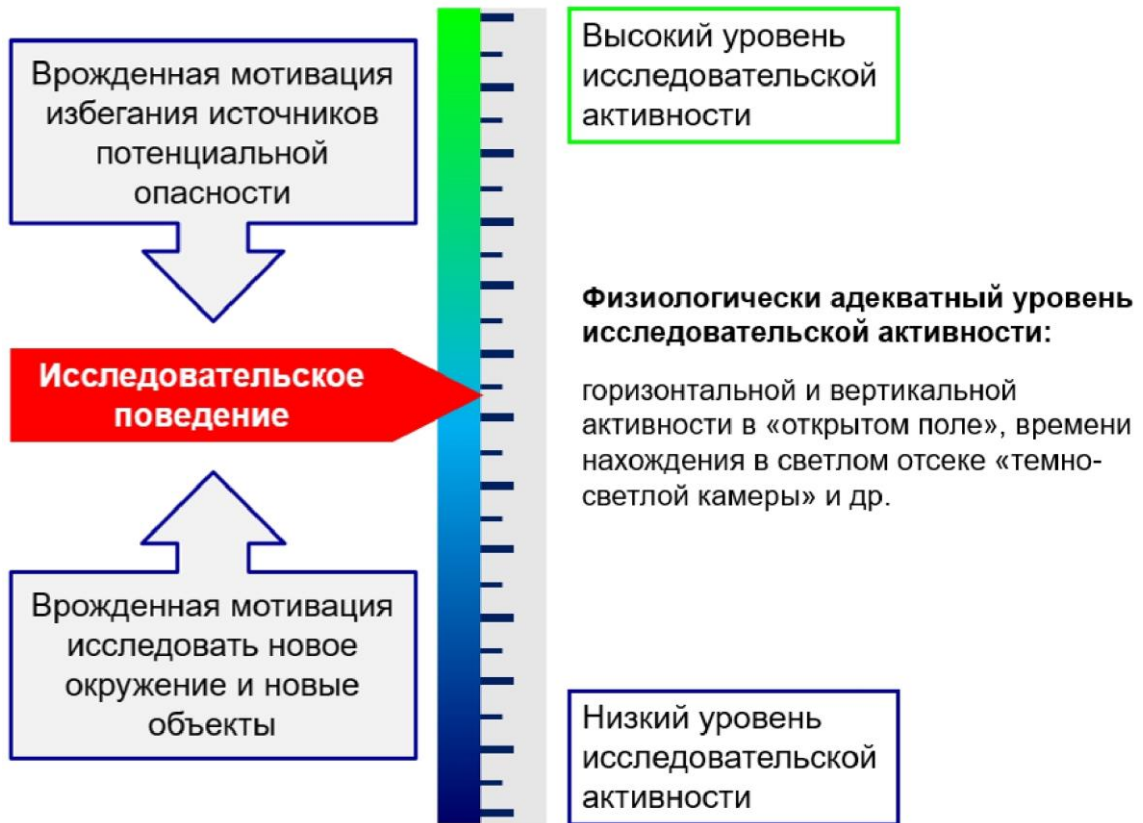 Врожденная мотивация
избегания источников
потенциальной
опасности
Исследовательское
поведение
Врожденная мотивация
исследовать новое
окружение и новые
объекты
Высокий уровень
исследовательской
активности
Физиологически адекватный уровень
исследовательской активности:
горизонтальной и вертикальной
активности в «открытом поле», времени
нахождения в светлом отсеке «темно-
светлой камеры» и др.
Низкий уровень
исследовательской
активности